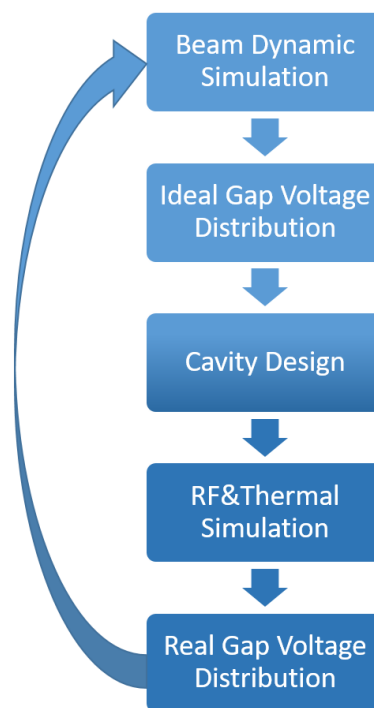 Beam Dynamic
Simulation
Ideal Gap Voltage
Distribution
Cavity Design
RF&Thermal
Simulation
Real Gap Voltage
Distribution